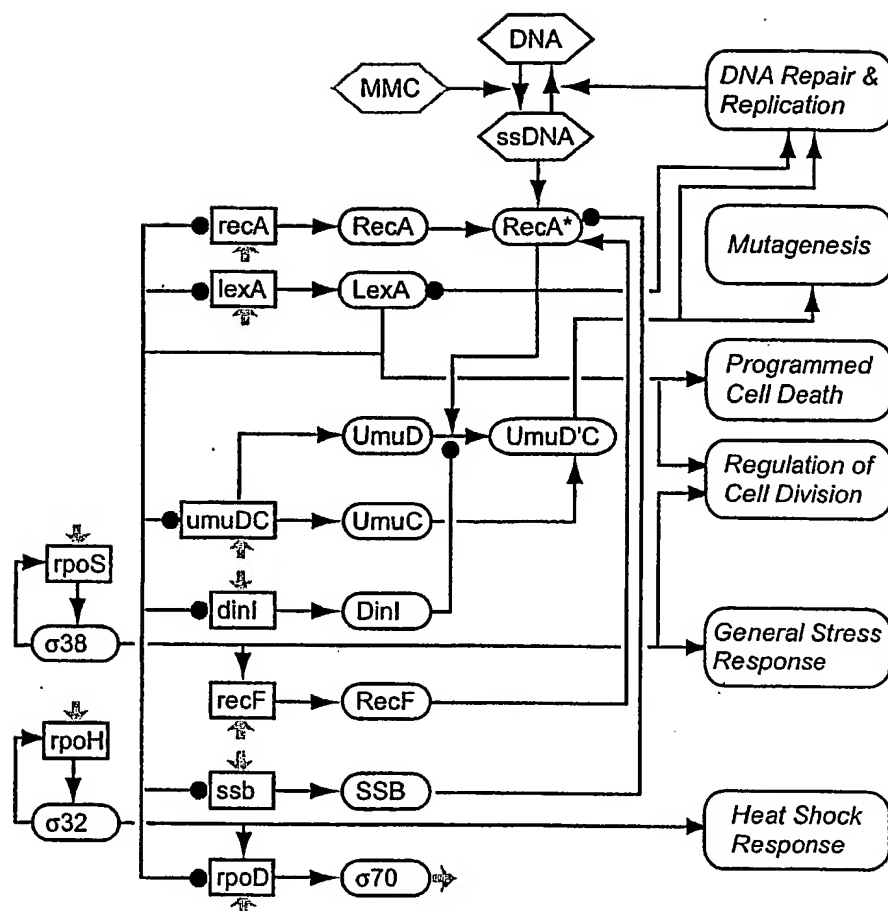 DNA
MMC
ssDNA
DNA Repair &
Replication
recA
RecA
RecA*
Mutagenesis
lexA
LexA
Programmed
Cell Death
UmuD
UmuD'C
Regulation of
Cell Division
umuDC
UmuC
rpoS
dinI
DinI
σ38
General Stress
Response
recF
RecF
rpoH
ssb
SSB
σ32
Heat Shock
Response
rpoD
σ70